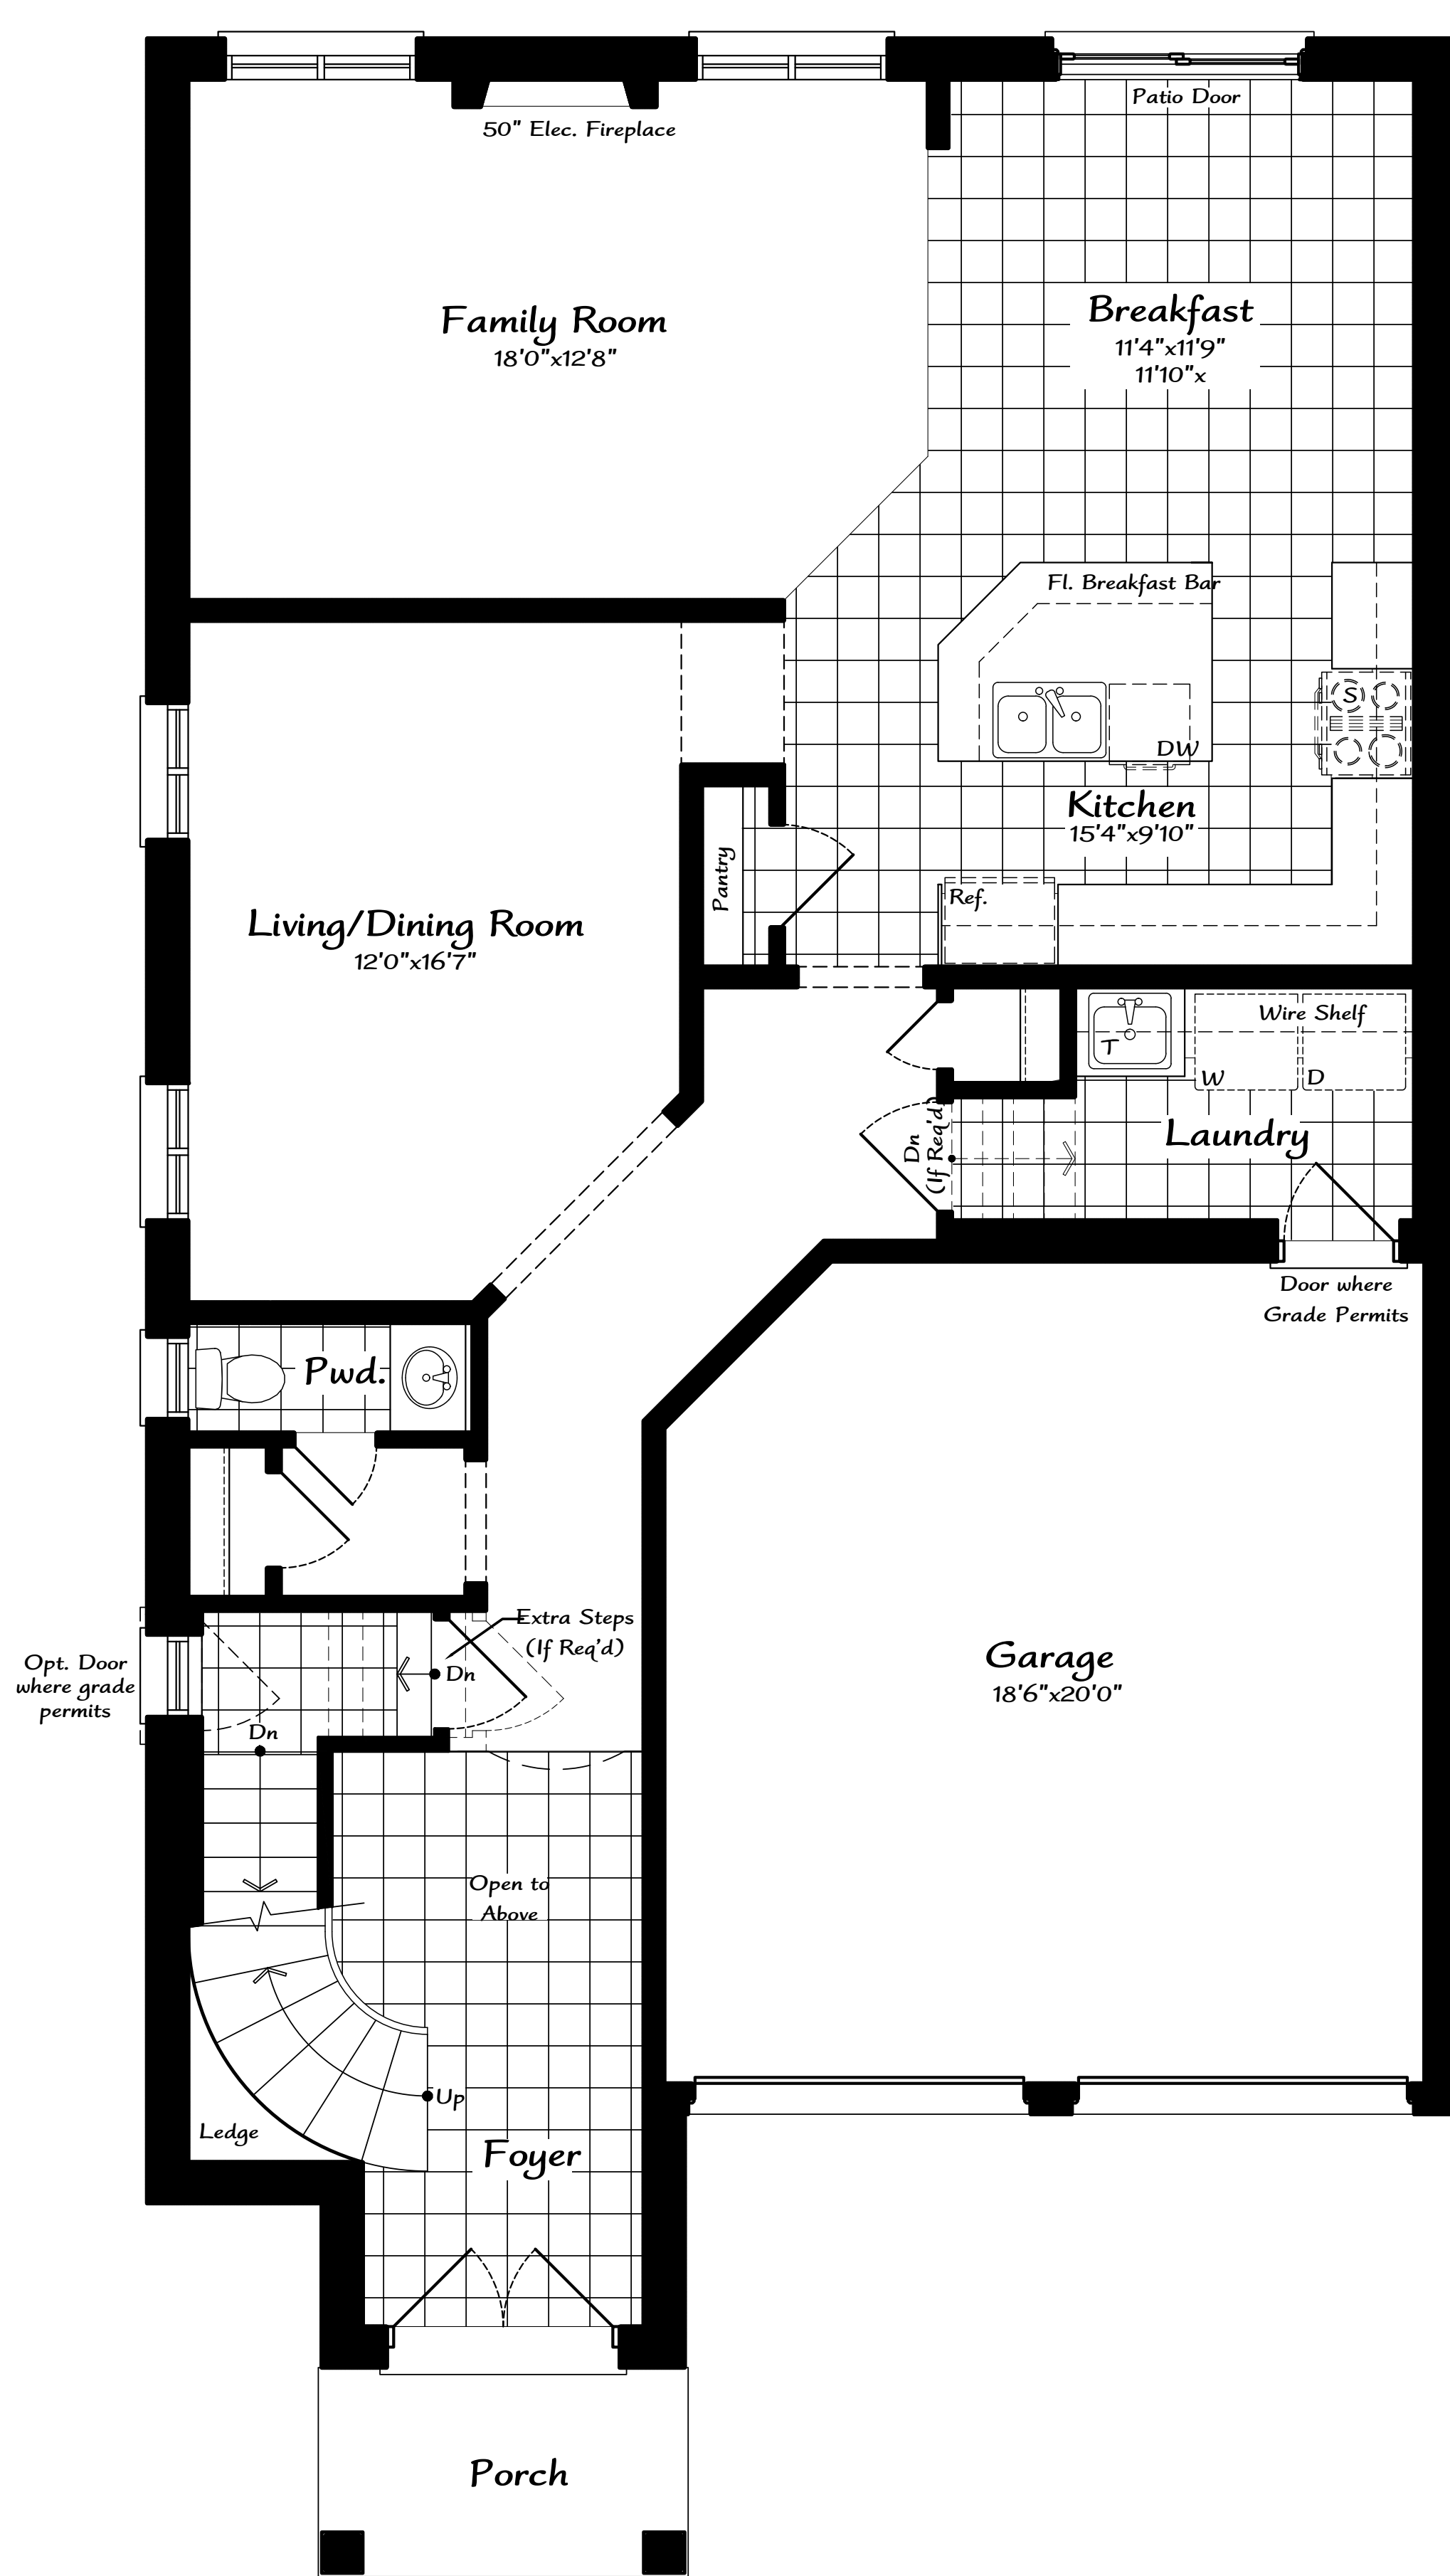 Patio Door
50" Elec. Fireplace
Family Room
18'0"x12'8"
Breakfast
11'4"x11'9"
11'10"x
Fl. Breakfast Bar
S
DW
Kitchen
15'4"x9'10"
Pantry
Ref.
Living/Dining Room
12'0"x16'7"
Wire Shelf
T
W
D
Laundry
Dn
(If Req'd)
Door where
Grade Permits
Pwd.
Extra Steps
(If Req'd)
Opt. Door
where grade
permits
Dn
Dn
Garage
18'6"x20'0"
Open to
Above
Up
Ledge
Foyer
Porch